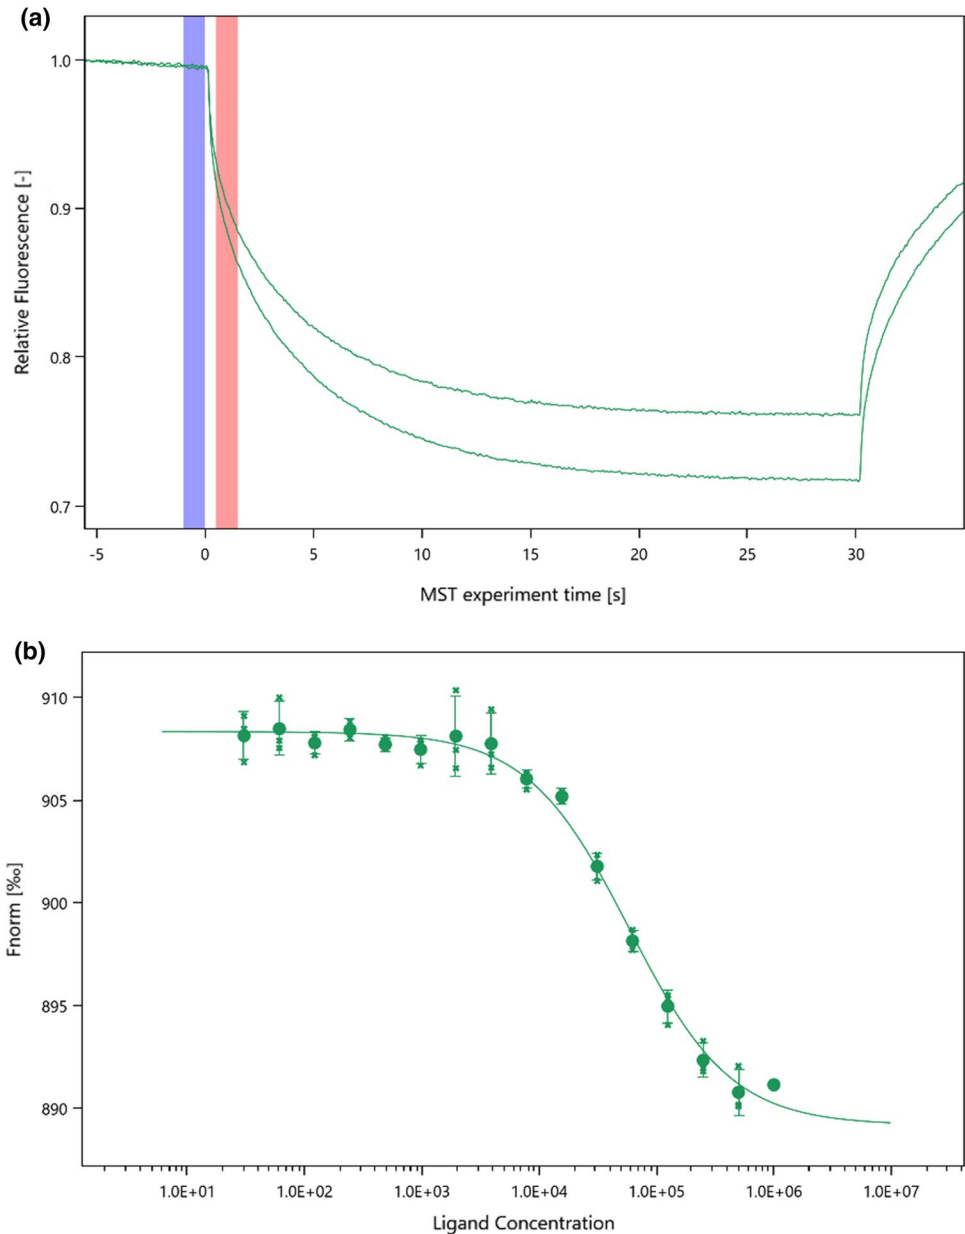 (a)
Relative Fluorescence [-]
1.0
0.9
0.8
0.7
-5 0 5 10 15 20 25 30
MST experiment time [s]
(b)
Fnorm [‰]
910
905
900
895
890
1.0E+01 1.0E+02 1.0E+03 1.0E+04 1.0E+05 1.0E+06 1.0E+07
Ligand Concentration